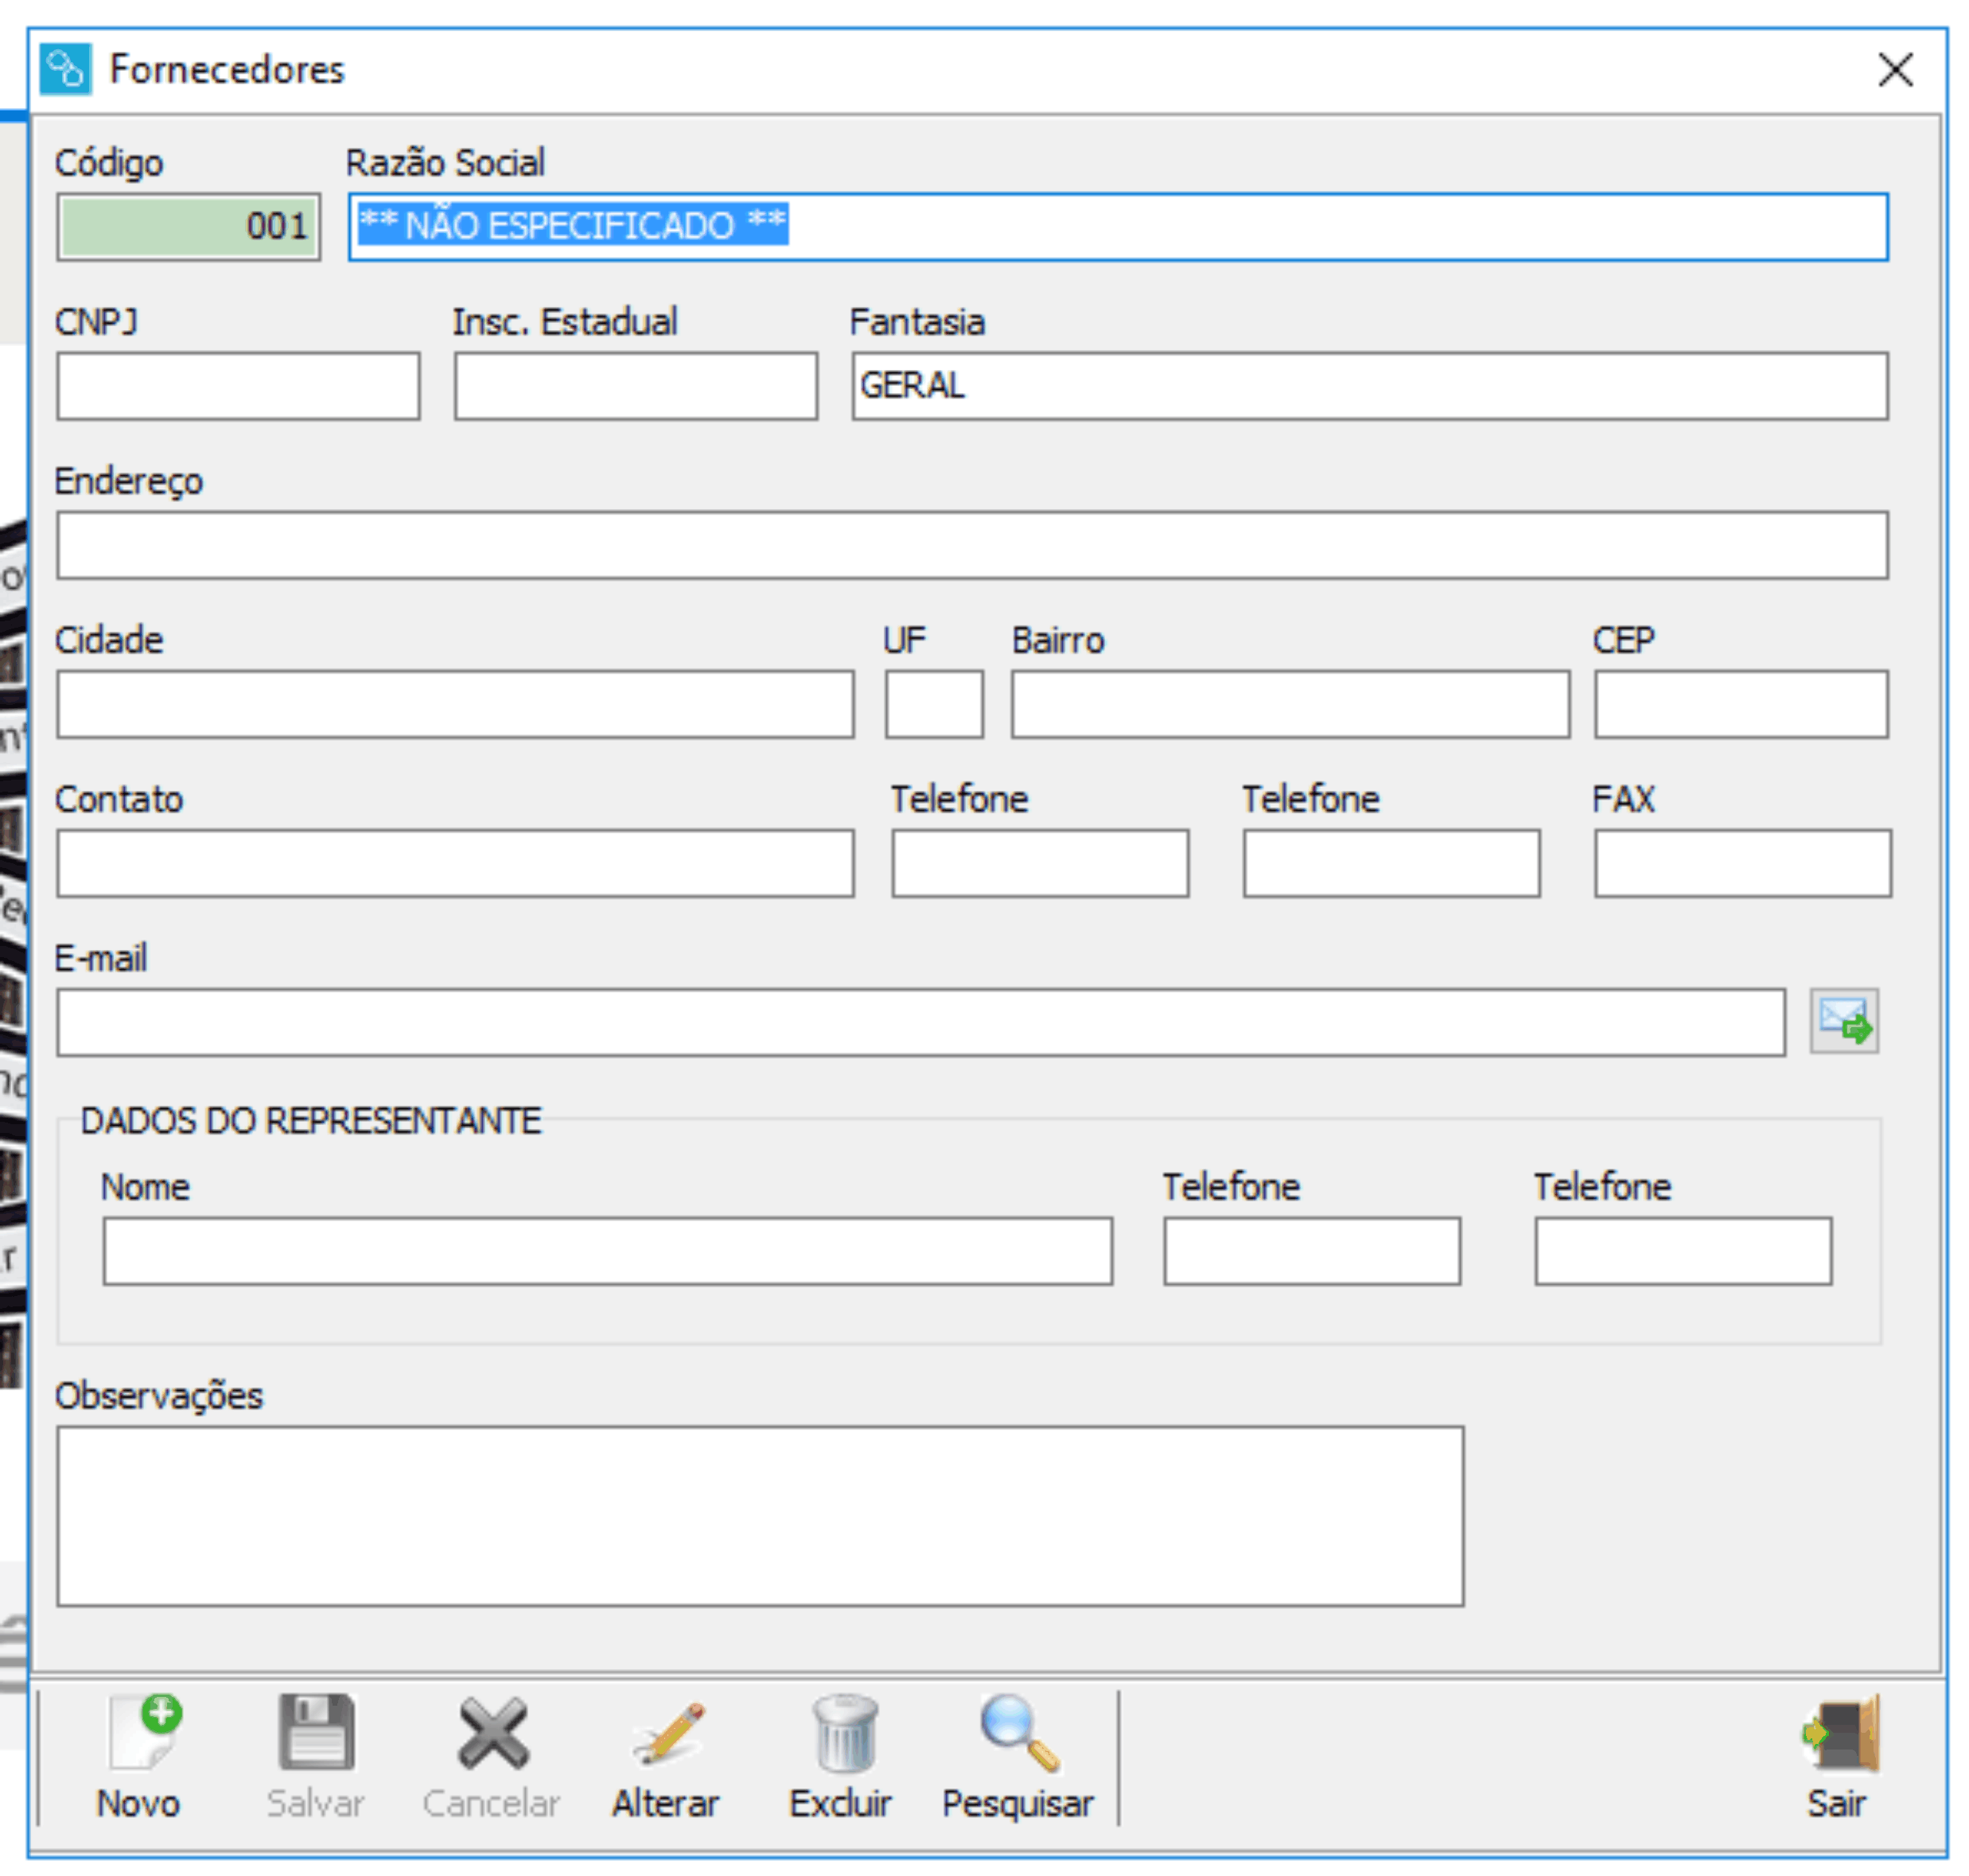 Fornecedores
Código Razão Social
001 ** NÃO ESPECIFICADO **
CNPJ Insc. Estadual Fantasia
GERAL
Endereço
Cidade UF Bairro CEP
Contato Telefone Telefone FAX
E-mail
DADOS DO REPRESENTANTE
Nome Telefone Telefone
Observações
Novo Salvar Cancelar Alterar Excluir Pesquisar Sair